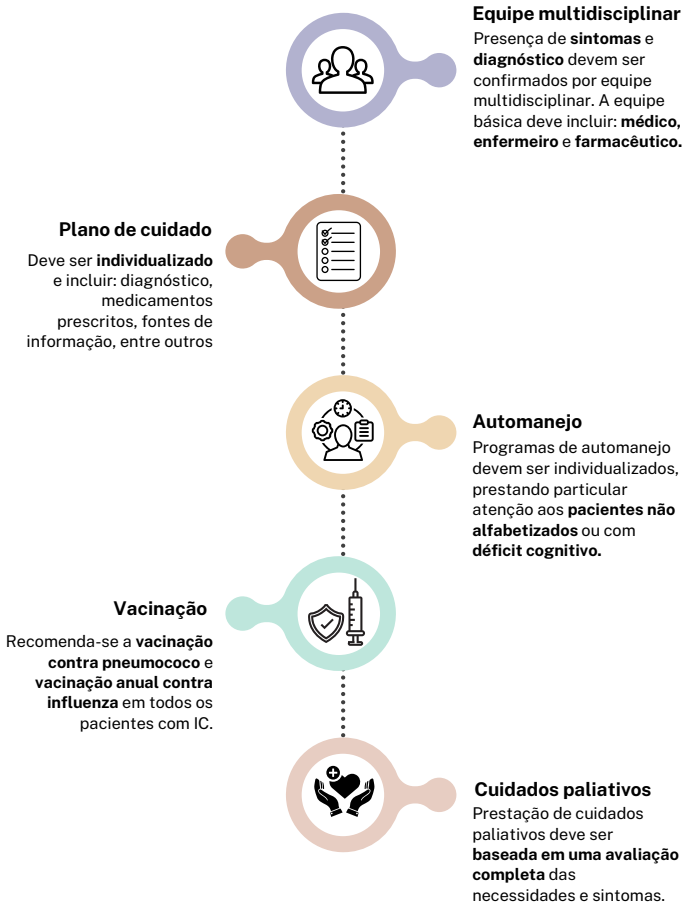 Equipe multidisciplinar
Presença de sintomas e
diagnóstico devem ser
confirmados por equipe
multidisciplinar. A equipe
básica deve incluir: médico,
enfermeiro e farmacêutico.
Plano de cuidado
Deve ser individualizado
e incluir: diagnóstico,
medicamentos
prescritos, fontes de
informação, entre outros
Automanejo
Programas de automanejo
devem ser individualizados,
prestando particular
atenção aos pacientes não
alfabetizados ou com
déficit cognitivo.
Vacinação
Recomenda-se a vacinação
contra pneumococo e
vacinação anual contra
influenza em todos os
pacientes com IC.
Cuidados paliativos
Prestação de cuidados
paliativos deve ser
baseada em uma avaliação
completa das
necessidades e sintomas.